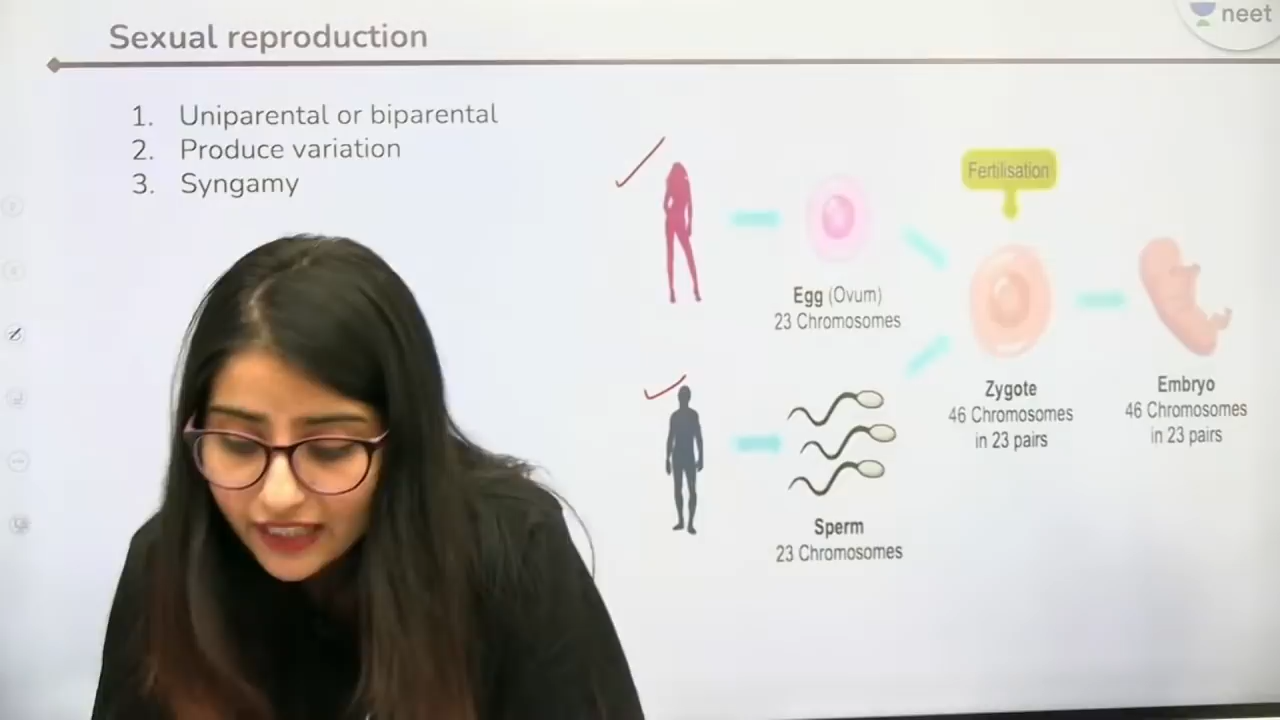 Sexual reproduction
neet
1. Uniparental or biparental
2. Produce variation
3. Syngamy
Fertilisation
Egg (Ovum)
23 Chromosomes
Zygote
46 Chromosomes
in 23 pairs
Embryo
46 Chromosomes
in 23 pairs
Sperm
23 Chromosomes